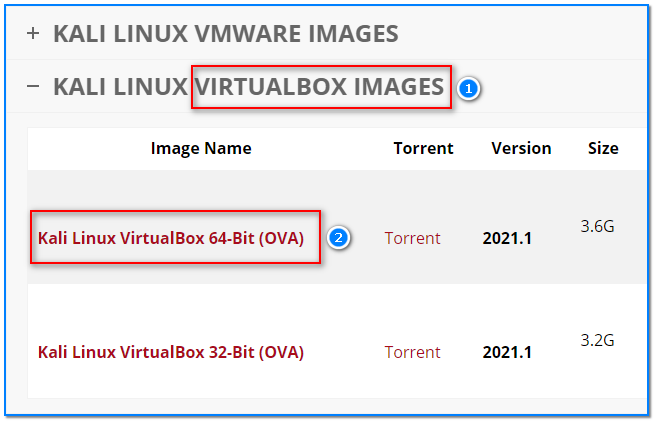 + KALI LINUX VMWARE IMAGES
− KALI LINUX VIRTUALBOX IMAGES 1
Image Name Torrent Version Size
Kali Linux VirtualBox 64-Bit (OVA) 2 Torrent 2021.1 3.6G
Kali Linux VirtualBox 32-Bit (OVA) Torrent 2021.1 3.2G